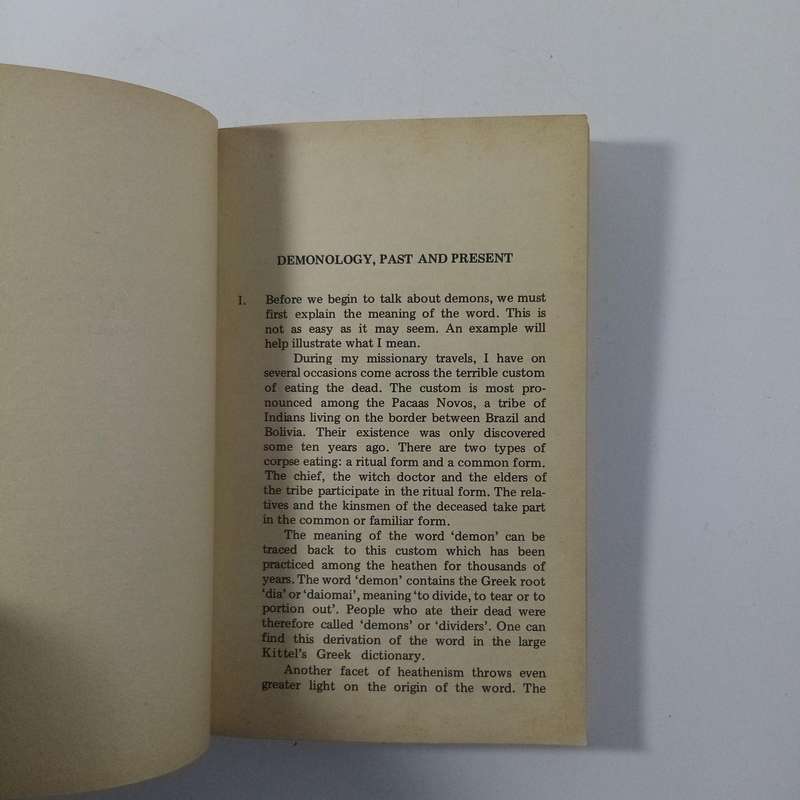 DEMONOLOGY, PAST AND PRESENT
I. Before we begin to talk about demons, we must
first explain the meaning of the word. This is
not as easy as it may seem. An example will
help illustrate what I mean.
During my missionary travels, I have on
several occasions come across the terrible custom
of eating the dead. The custom is most pro-
nounced among the Pacaas Novos, a tribe of
Indians living on the border between Brazil and
Bolivia. Their existence was only discovered
some ten years ago. There are two types of
corpse eating: a ritual form and a common form.
The chief, the witch doctor and the elders of
the tribe participate in the ritual form. The rela-
tives and the kinsmen of the deceased take part
in the common or familiar form.
The meaning of the word ‘demon’ can be
traced back to this custom which has been
practiced among the heathen for thousands of
years. The word ‘demon’ contains the Greek root
‘dia’ or ‘daiomai’, meaning ‘to divide, to tear or to
portion out’. People who ate their dead were
therefore called ‘demons’ or ‘dividers’. One can
find this derivation of the word in the large
Kittel's Greek dictionary.
Another facet of heathenism throws even
greater light on the origin of the word. The